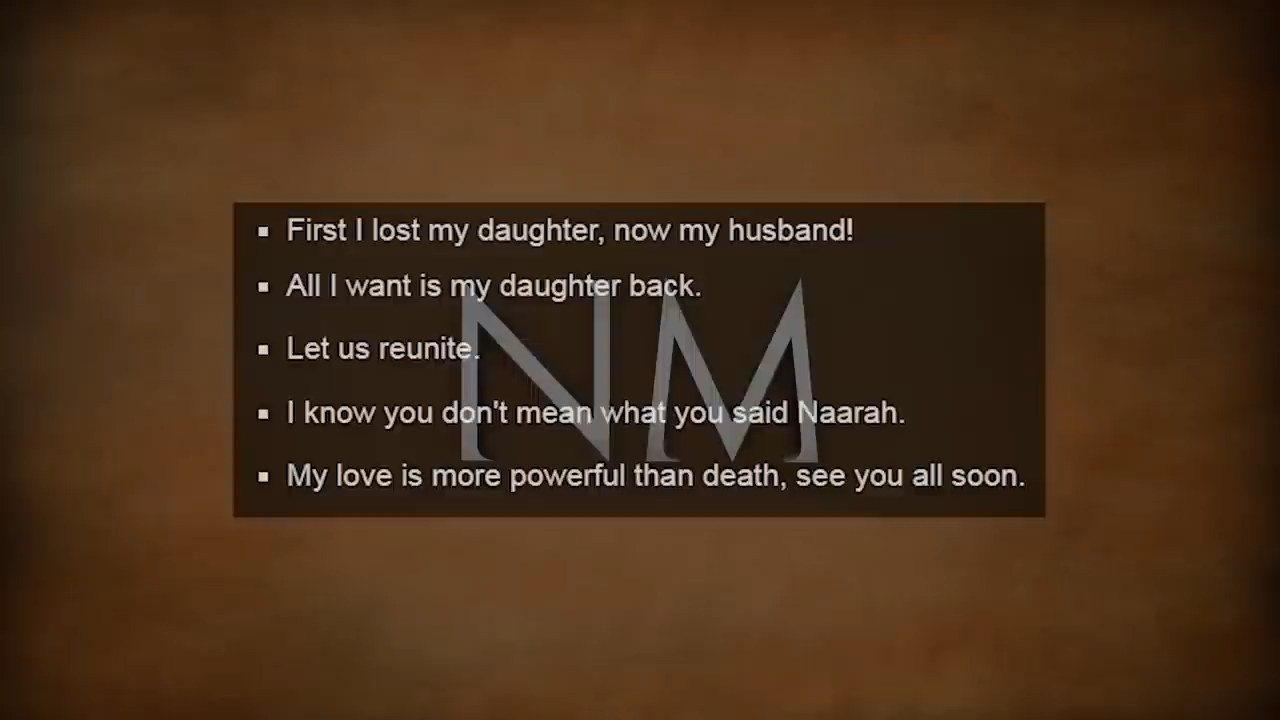 ▪ First I lost my daughter, now my husband!
▪ All I want is my daughter back.
▪ Let us reunite.
▪ I know you don't mean what you said Naarah.
▪ My love is more powerful than death, see you all soon.
NM